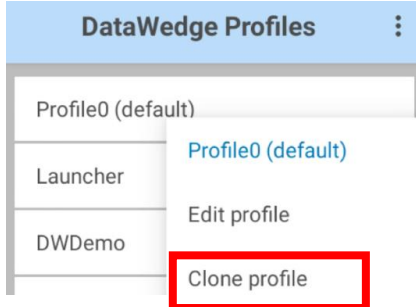 DataWedge Profiles
Profile0 (default)
Profile0 (default)
Launcher
Edit profile
DWDemo
Clone profile